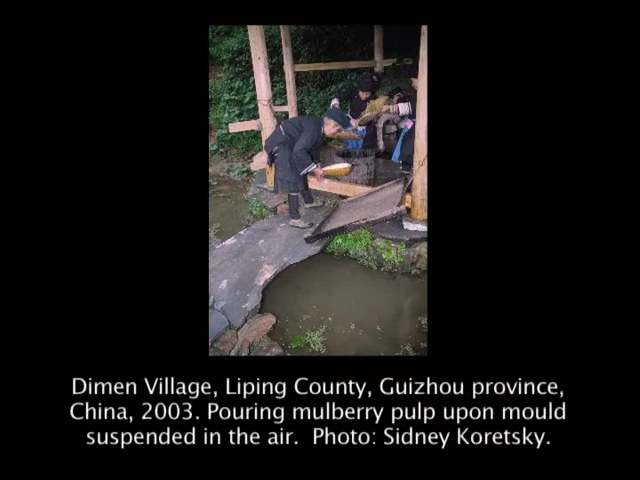 Dimen Village, Liping County, Guizhou province,
China, 2003. Pouring mulberry pulp upon mould
suspended in the air.  Photo: Sidney Koretsky.